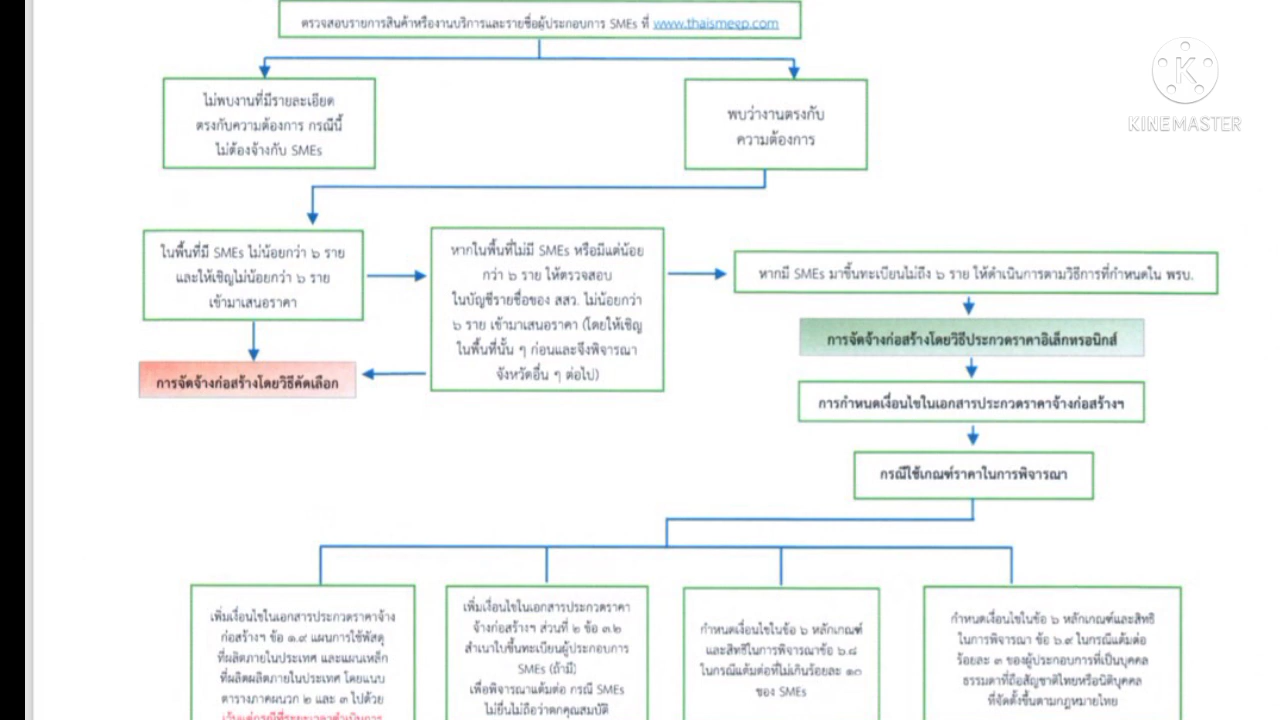 ตรวจสอบรายการสินค้าหรืองานบริการและรายชื่อผู้ประกอบการ SMEs ที่ www.thaismegp.com
KINEMASTER
ไม่พบงานที่มีรายละเอียด
ตรงกับความต้องการ กรณีนี้
ไม่ต้องจ้างกับ SMEs
พบว่างานตรงกับ
ความต้องการ
ในพื้นที่มี SMEs ไม่น้อยกว่า ๖ ราย
และให้เชิญไม่น้อยกว่า ๖ ราย
เข้ามาเสนอราคา
หากในพื้นที่ไม่มี SMEs หรือมีแต่น้อย
กว่า ๖ ราย ให้ตรวจสอบ
ในบัญชีรายชื่อของ สสว. ไม่น้อยกว่า
๖ ราย เข้ามาเสนอราคา (โดยให้เชิญ
ในพื้นที่นั้น ๆ ก่อนและจึงพิจารณา
จังหวัดอื่น ๆ ต่อไป)
หากมี SMEs มาขึ้นทะเบียนไม่ถึง ๖ ราย ให้ดำเนินการตามวิธีการที่กำหนดใน พรบ.
การจัดจ้างก่อสร้างโดยวิธีคัดเลือก
การจัดจ้างก่อสร้างโดยวิธีประกวดราคาอิเล็กทรอนิกส์
การกำหนดเงื่อนไขในเอกสารประกวดราคาจ้างก่อสร้างฯ
กรณีใช้เกณฑ์ราคาในการพิจารณา
เพิ่มเงื่อนไขในเอกสารประกวดราคาจ้าง
ก่อสร้างฯ ข้อ ๑.๙ แผนการใช้พัสดุ
ที่ผลิตภายในประเทศ และแผนเหล็ก
ที่ผลิตผลิตภายในประเทศ โดยแนบ
ตารางภาคผนวก ๒ และ ๓ ไปด้วย
เว้นแต่กรณีที่ระยะเวลาดำเนินการ
เพิ่มเงื่อนไขในเอกสารประกวดราคา
จ้างก่อสร้างฯ ส่วนที่ ๒ ข้อ ๓.๒
สำเนาใบขึ้นทะเบียนผู้ประกอบการ
SMEs (ถ้ามี)
เพื่อพิจารณาแต้มต่อ กรณี SMEs
ไม่ยื่นไม่ถือว่าตกคุณสมบัติ
กำหนดเงื่อนไขในข้อ ๖ หลักเกณฑ์
และสิทธิในการพิจารณาข้อ ๖.๘
ในกรณีแต้มต่อที่ไม่เกินร้อยละ ๑๐
ของ SMEs
กำหนดเงื่อนไขในข้อ ๖ หลักเกณฑ์และสิทธิ
ในการพิจารณา ข้อ ๖.๙ ในกรณีแต้มต่อ
ร้อยละ ๓ ของผู้ประกอบการที่เป็นบุคคล
ธรรมดาที่ถือสัญชาติไทยหรือนิติบุคคล
ที่จัดตั้งขึ้นตามกฎหมายไทย